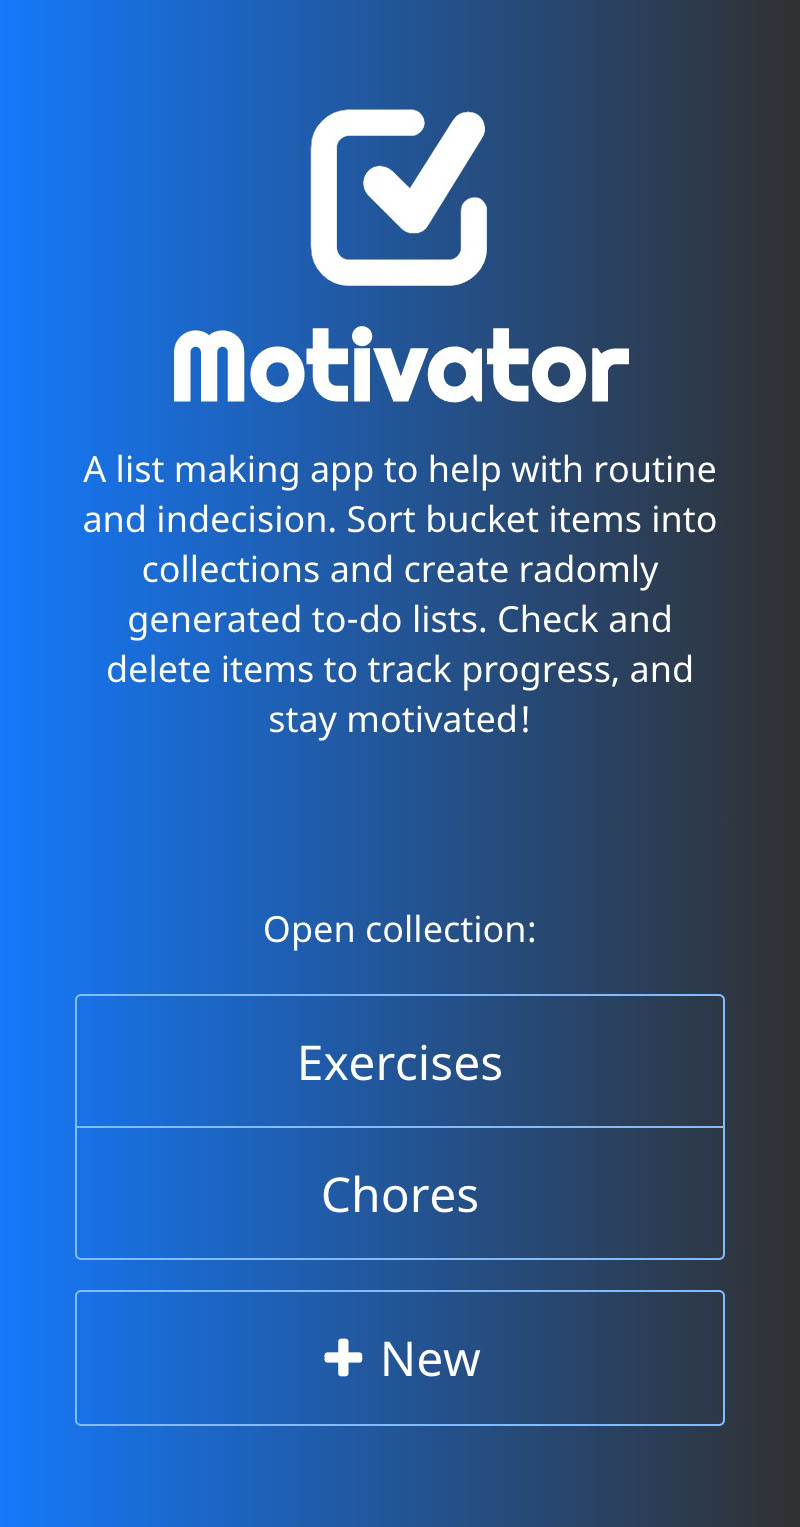 Motivator
A list making app to help with routine
and indecision. Sort bucket items into
collections and create radomly
generated to-do lists. Check and
delete items to track progress, and
stay motivated!
Open collection:
Exercises
Chores
New